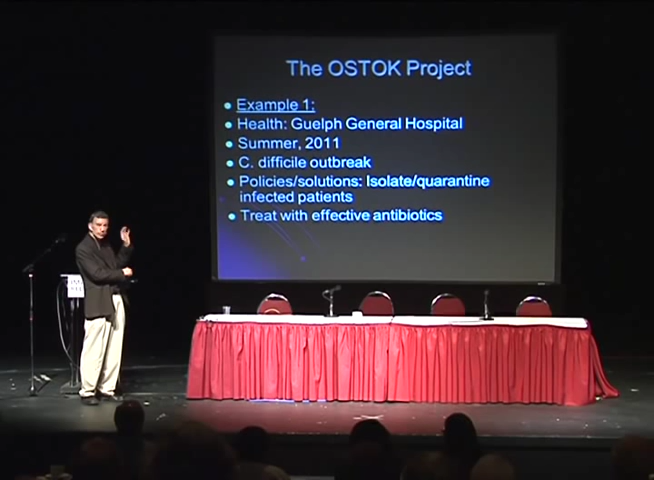 The OSTOK Project
Example 1:
Health: Guelph General Hospital
Summer, 2011
C. difficile outbreak
Policies/solutions: Isolate/quarantine
infected patients
Treat with effective antibiotics